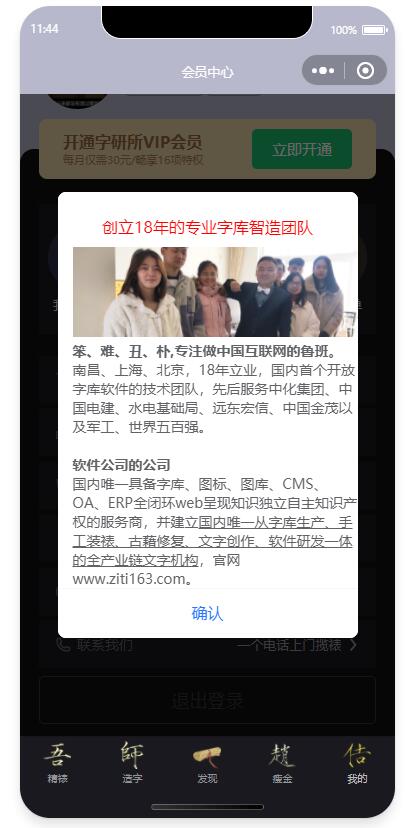 11:44
100%
会员中心
开通字研所VIP会员
每月仅需30元/畅享16项特权
立即开通
创立18年的专业字库智造团队
笨、难、丑、朴,专注做中国互联网的鲁班。
南昌、上海、北京，18年立业，国内首个开放
字库软件的技术团队，先后服务中化集团、中
国电建、水电基础局、远东宏信、中国金茂以
及军工、世界五百强。
软件公司的公司
国内唯一具备字库、图标、图库、CMS、
OA、ERP全闭环web呈现知识独立自主知识产
权的服务商，并建立国内唯一从字库生产、手
工装裱、古藉修复、文字创作、软件研发一体
的全产业链文字机构，官网
www.ziti163.com。
确认
联系我们
一个电话上门揽裱
退出登录
吾 師 趙 估
精裱 造字 发现 瘦金 我的